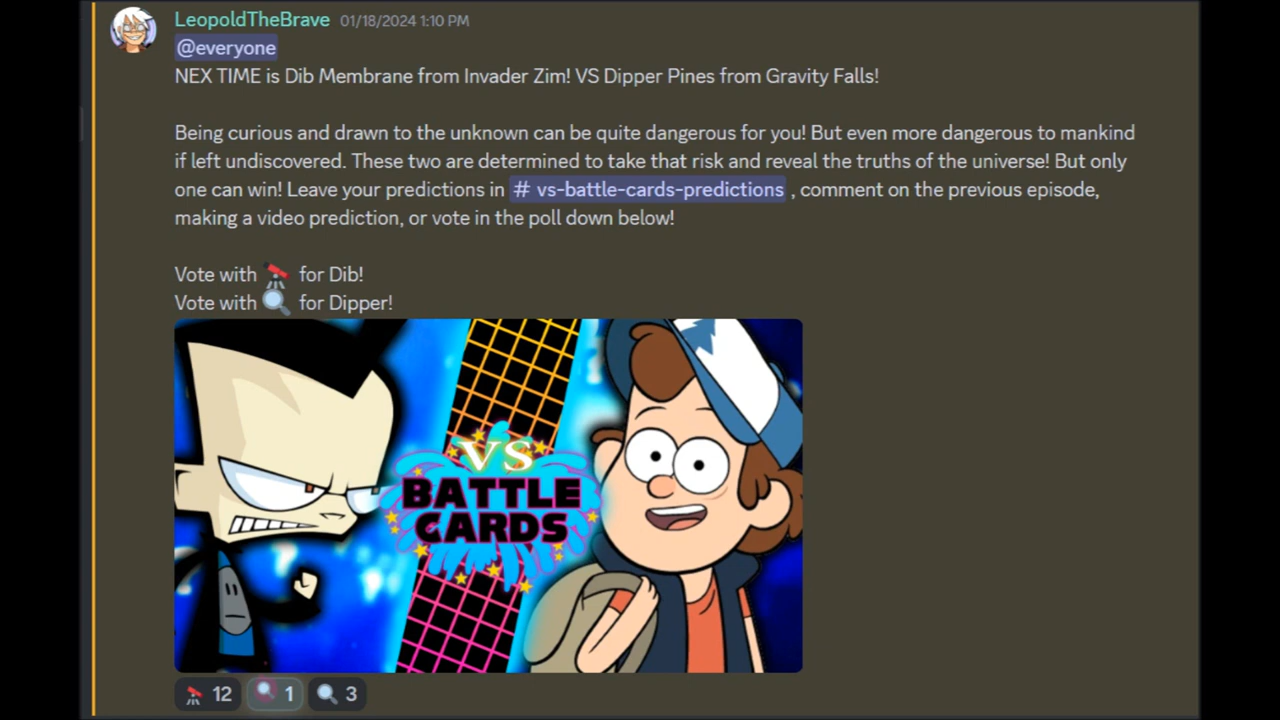 LeopoldTheBrave 01/18/2024 1:10 PM
@everyone
NEX TIME is Dib Membrane from Invader Zim! VS Dipper Pines from Gravity Falls!
Being curious and drawn to the unknown can be quite dangerous for you! But even more dangerous to mankind
if left undiscovered. These two are determined to take that risk and reveal the truths of the universe! But only
one can win! Leave your predictions in # vs-battle-cards-predictions , comment on the previous episode,
making a video prediction, or vote in the poll down below!
Vote with for Dib!
Vote with for Dipper!
VS
BATTLE
CARDS
12 1 3